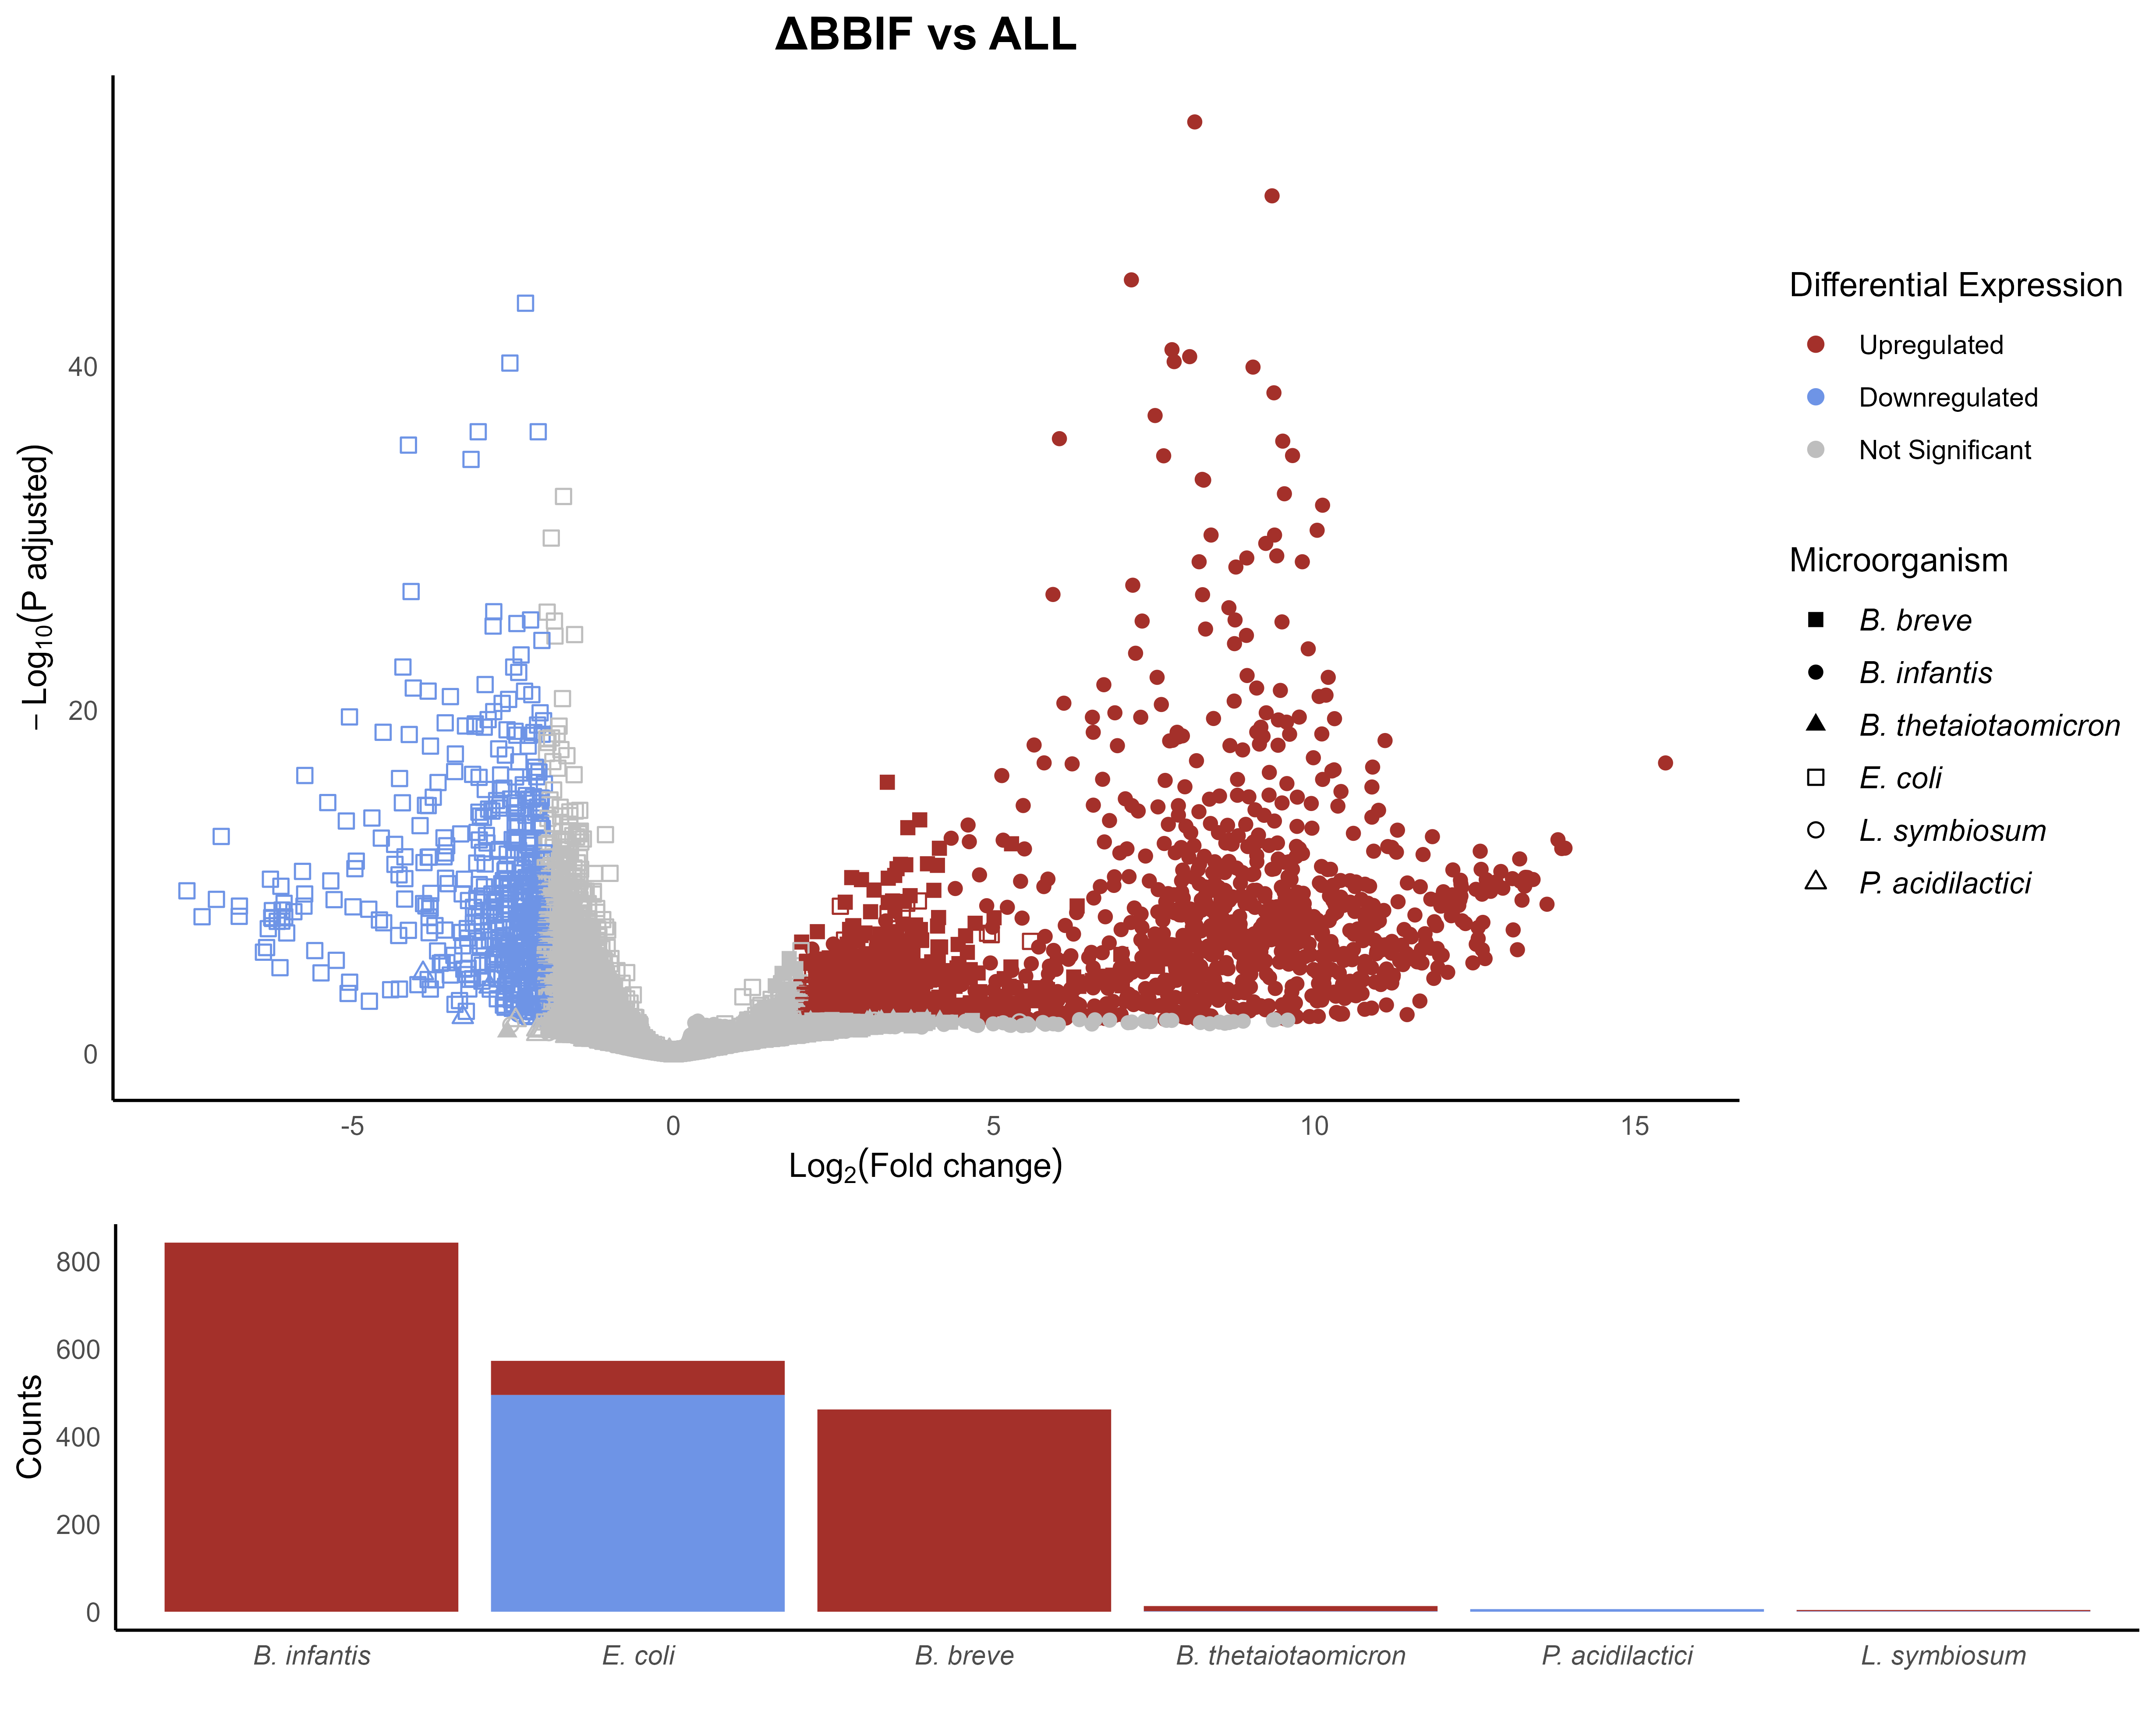 ΔBBIF vs ALL
40
20
0
− Log10(P adjusted)
-5 0 5 10 15
Log2(Fold change)
Differential Expression
Upregulated
Downregulated
Not Significant
Microorganism
B. breve
B. infantis
B. thetaiotaomicron
E. coli
L. symbiosum
P. acidilactici
800
600
400
200
0
Counts
B. infantis E. coli B. breve B. thetaiotaomicron P. acidilactici L. symbiosum